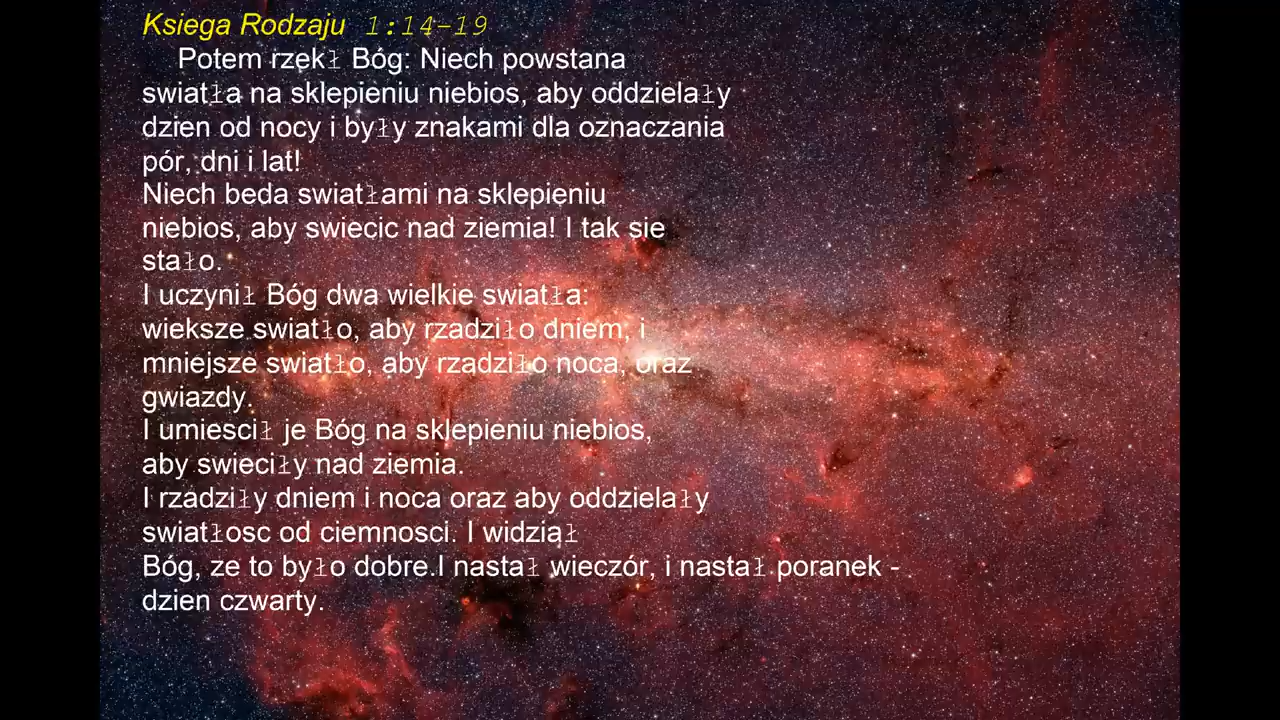 Ksiega Rodzaju 1:14-19
Potem rzekł Bóg: Niech powstana
swiatła na sklepieniu niebios, aby oddzielały
dzien od nocy i były znakami dla oznaczania
pór, dni i lat!
Niech beda swiatłami na sklepieniu
niebios, aby swiecic nad ziemia! I tak sie
stało.
I uczynił Bóg dwa wielkie swiatła:
wieksze swiatło, aby rzadziło dniem, i
mniejsze swiatło, aby rzadziło noca, oraz
gwiazdy.
I umiescił je Bóg na sklepieniu niebios,
aby swieciły nad ziemia.
I rzadziły dniem i noca oraz aby oddzielały
swiatłosc od ciemnosci. I widział
Bóg, ze to było dobre.I nastał wieczór, i nastał poranek -
dzien czwarty.